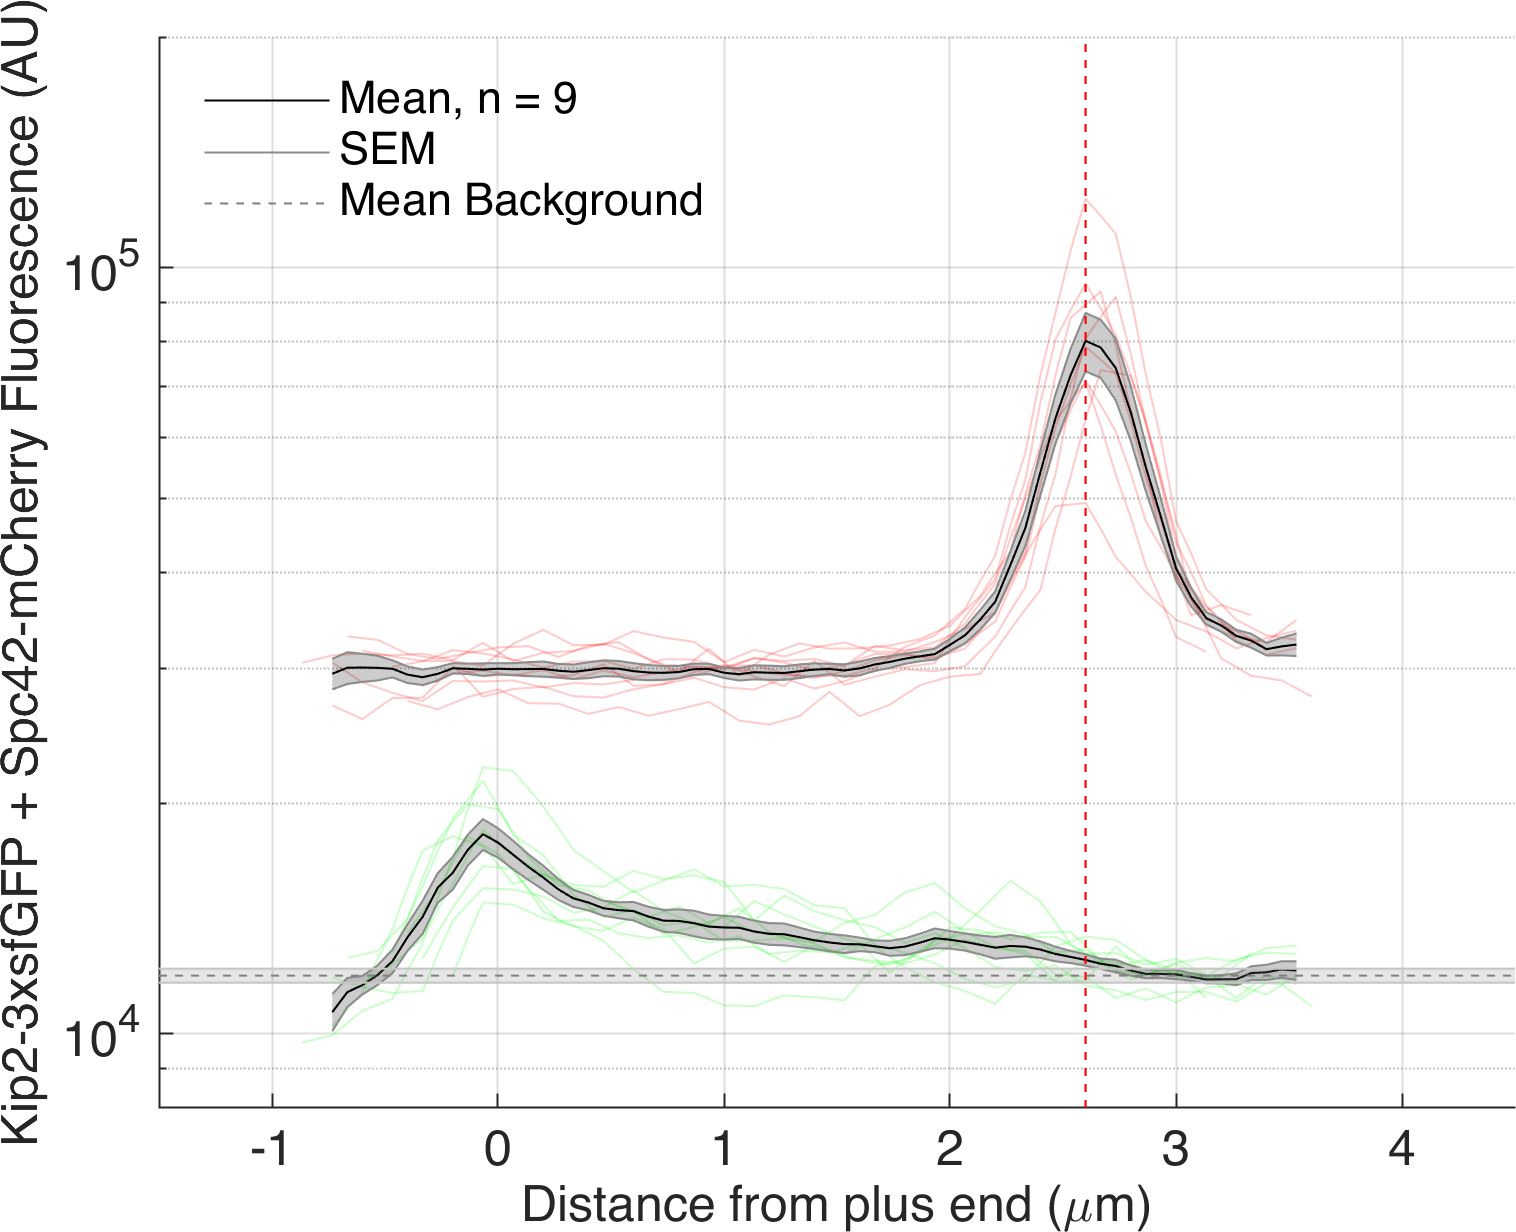 Kip2-3xsfGFP + Spc42-mCherry Fluorescence (AU)
Mean, n = 9
SEM
Mean Background
10^5
10^4
-1 0 1 2 3 4
Distance from plus end (μm)